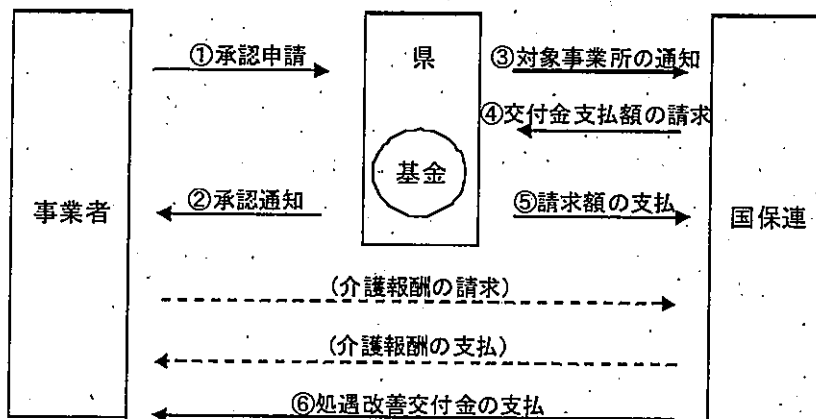 事業者
①承認申請
②承認通知
県
基金
③対象事業所の通知
④交付金支払額の請求
⑤請求額の支払
国保連
(介護報酬の請求)
(介護報酬の支払)
⑥処遇改善交付金の支払